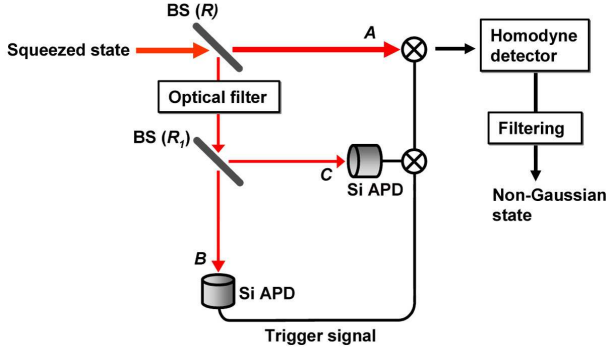 BS (R)
Squeezed state
A
Homodyne
detector
Optical filter
BS (R₁)
C
Si APD
Filtering
Non-Gaussian
state
B
Si APD
Trigger signal